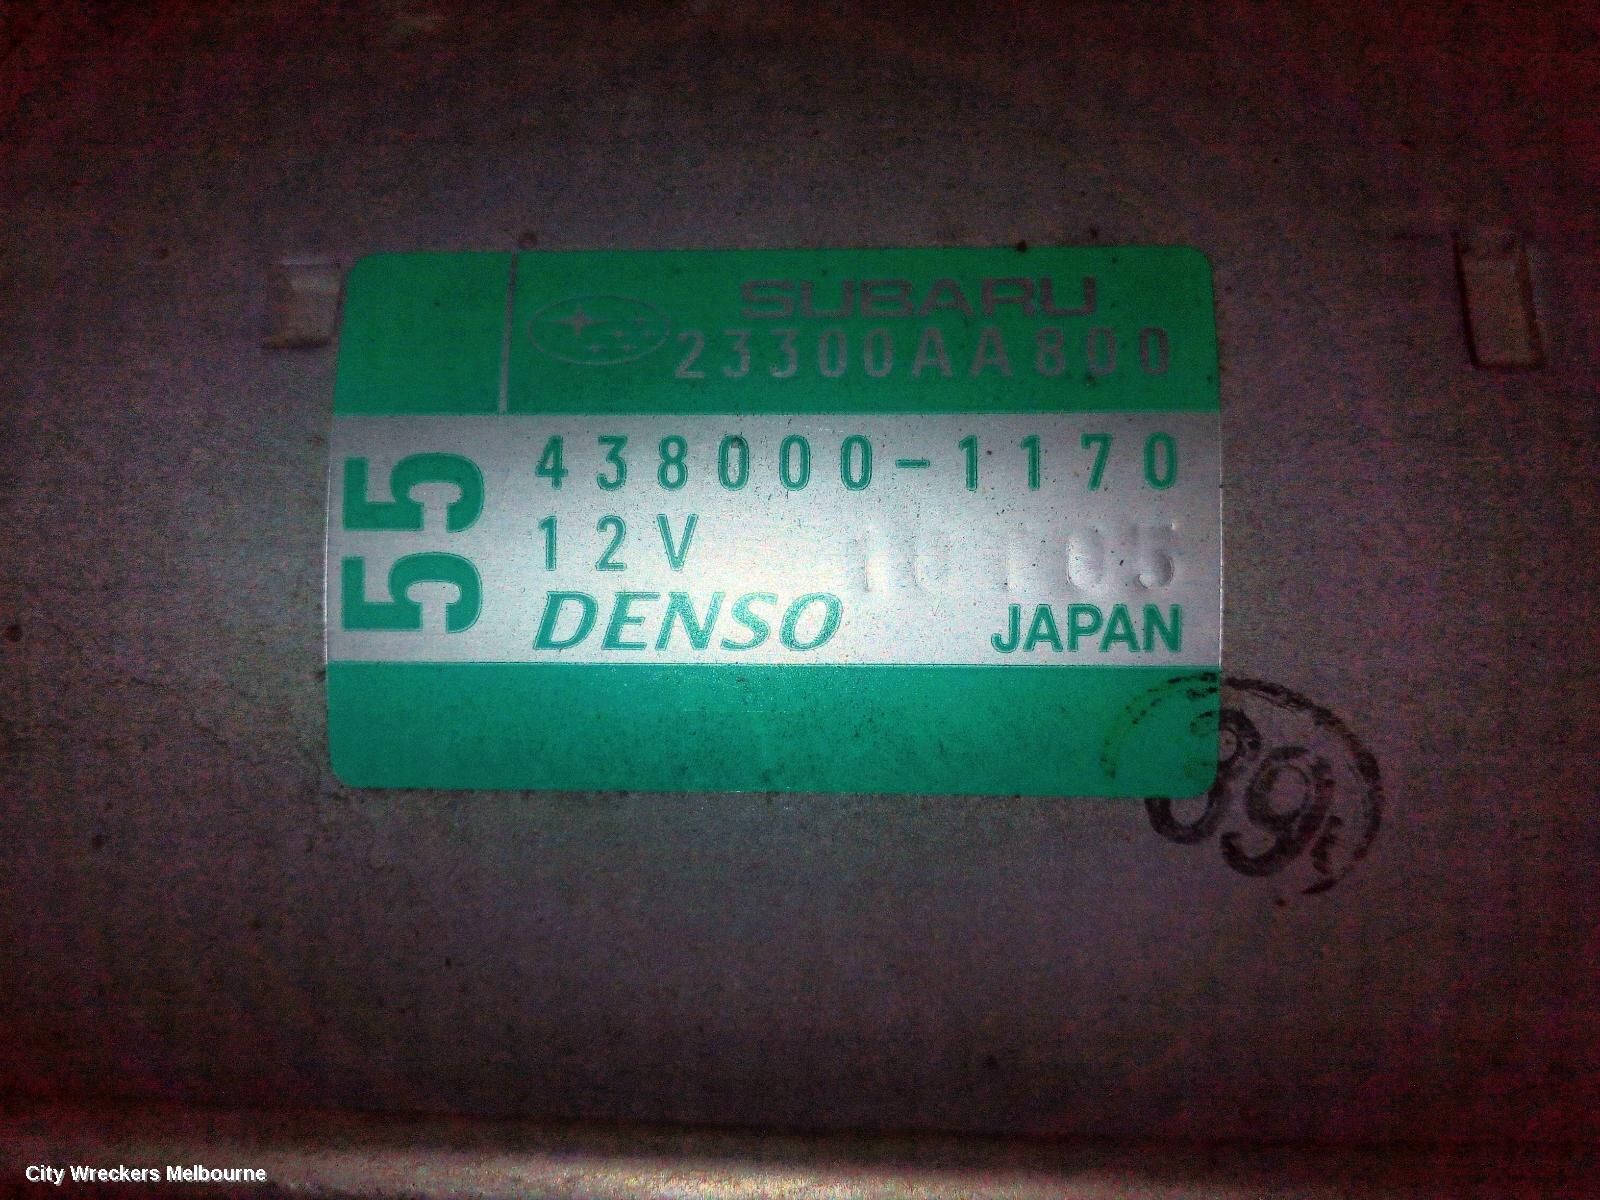 SUBARU
23300AA800
55
438000-1170
12V
DENSO JAPAN
City Wreckers Melbourne